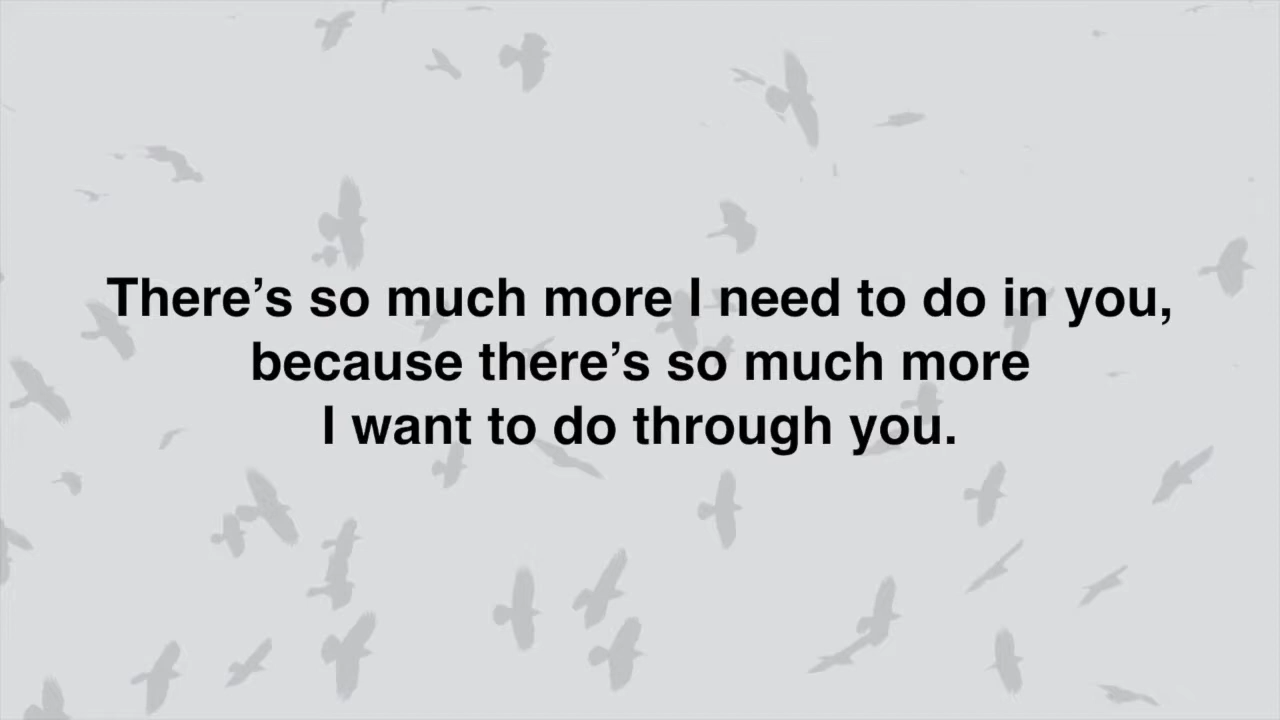 There’s so much more I need to do in you,
because there’s so much more
I want to do through you.